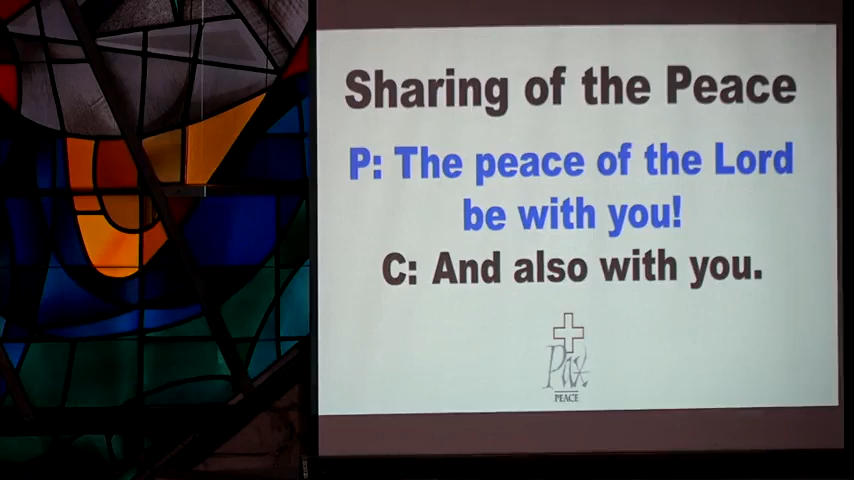 Sharing of the Peace
P: The peace of the Lord
be with you!
C: And also with you.
Pax
PEACE